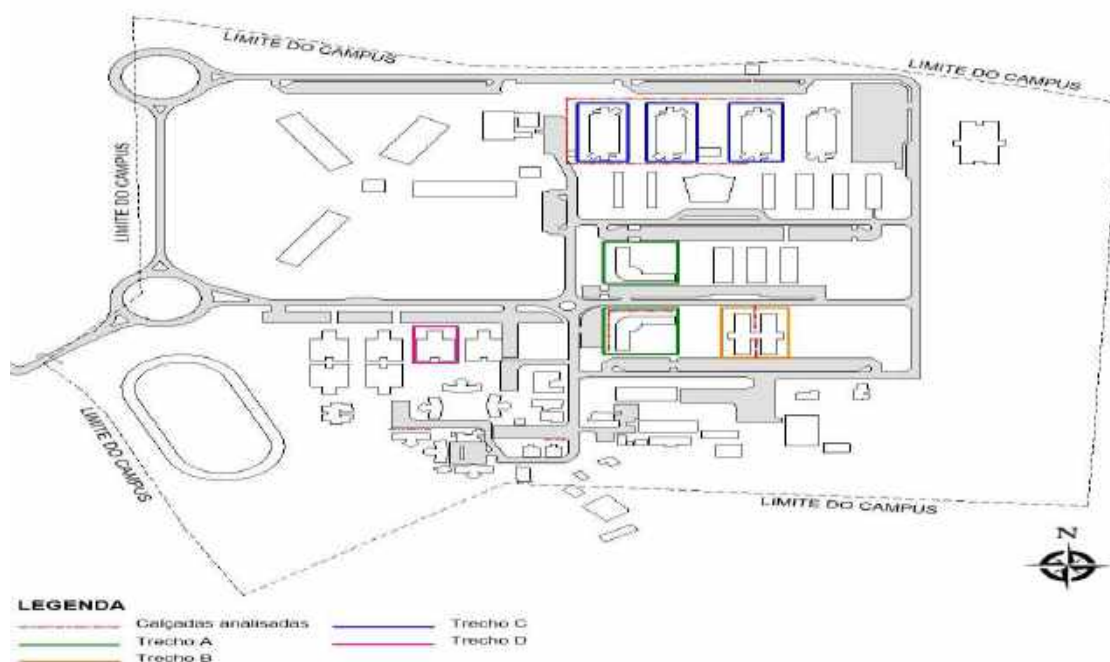 LIMITE DO CAMPUS
LIMITE DO CAMPUS
LIMITE DO CAMPUS
LIMITE DO CAMPUS
LIMITE DO CAMPUS
N
LEGENDA
Calçadas analisadas
Trecho A
Trecho B
Trecho C
Trecho D